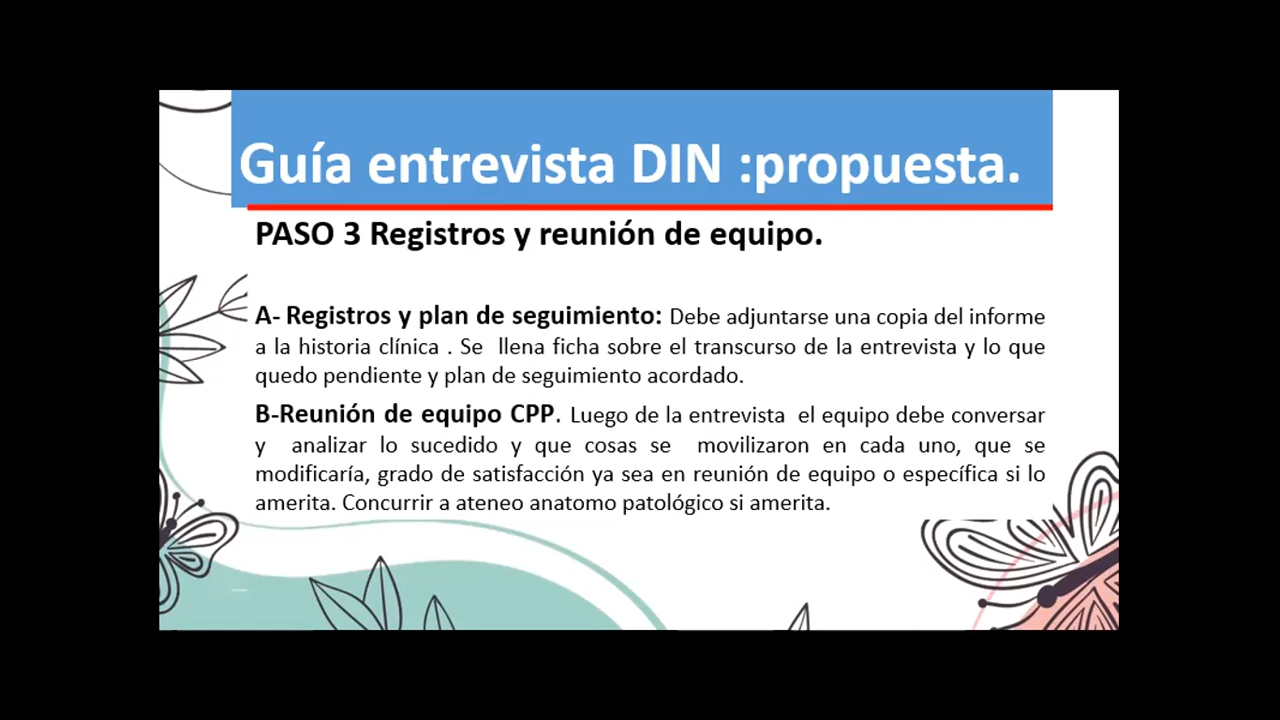 Guía entrevista DIN :propuesta.
PASO 3 Registros y reunión de equipo.
A- Registros y plan de seguimiento: Debe adjuntarse una copia del informe
a la historia clínica . Se llena ficha sobre el transcurso de la entrevista y lo que
quedo pendiente y plan de seguimiento acordado.
B-Reunión de equipo CPP. Luego de la entrevista el equipo debe conversar
y analizar lo sucedido y que cosas se movilizaron en cada uno, que se
modificaría, grado de satisfacción ya sea en reunión de equipo o específica si lo
amerita. Concurrir a ateneo anatomo patológico si amerita.